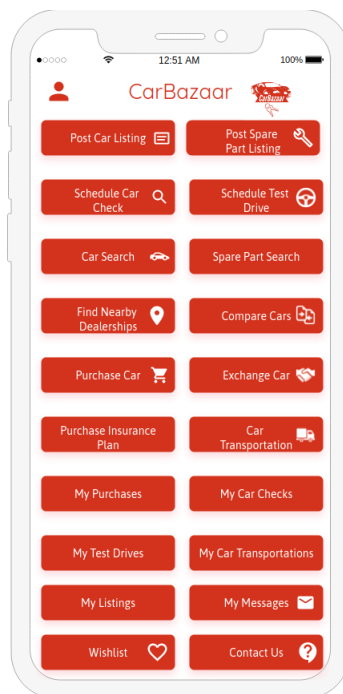 12:51 AM
100%
CarBazaar
CarBazaar
Post Car Listing
Post Spare
Part Listing
Schedule Car
Check
Schedule Test
Drive
Car Search
Spare Part Search
Find Nearby
Dealerships
Compare Cars
Purchase Car
Exchange Car
Purchase Insurance
Plan
Car
Transportation
My Purchases
My Car Checks
My Test Drives
My Car Transportations
My Listings
My Messages
Wishlist
Contact Us